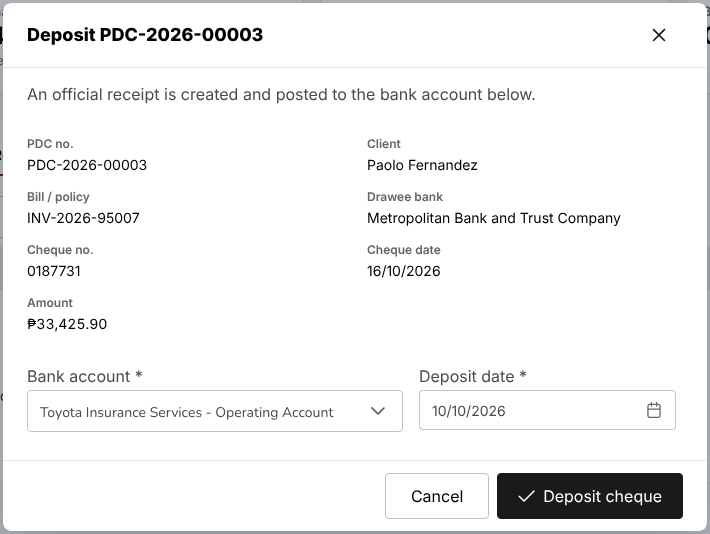 Deposit PDC-2026-00003
An official receipt is created and posted to the bank account below.
PDC no.
PDC-2026-00003
Client
Paolo Fernandez
Bill / policy
INV-2026-95007
Drawee bank
Metropolitan Bank and Trust Company
Cheque no.
0187731
Cheque date
16/10/2026
Amount
₱33,425.90
Bank account *
Toyota Insurance Services - Operating Account
Deposit date *
10/10/2026
Cancel
Deposit cheque